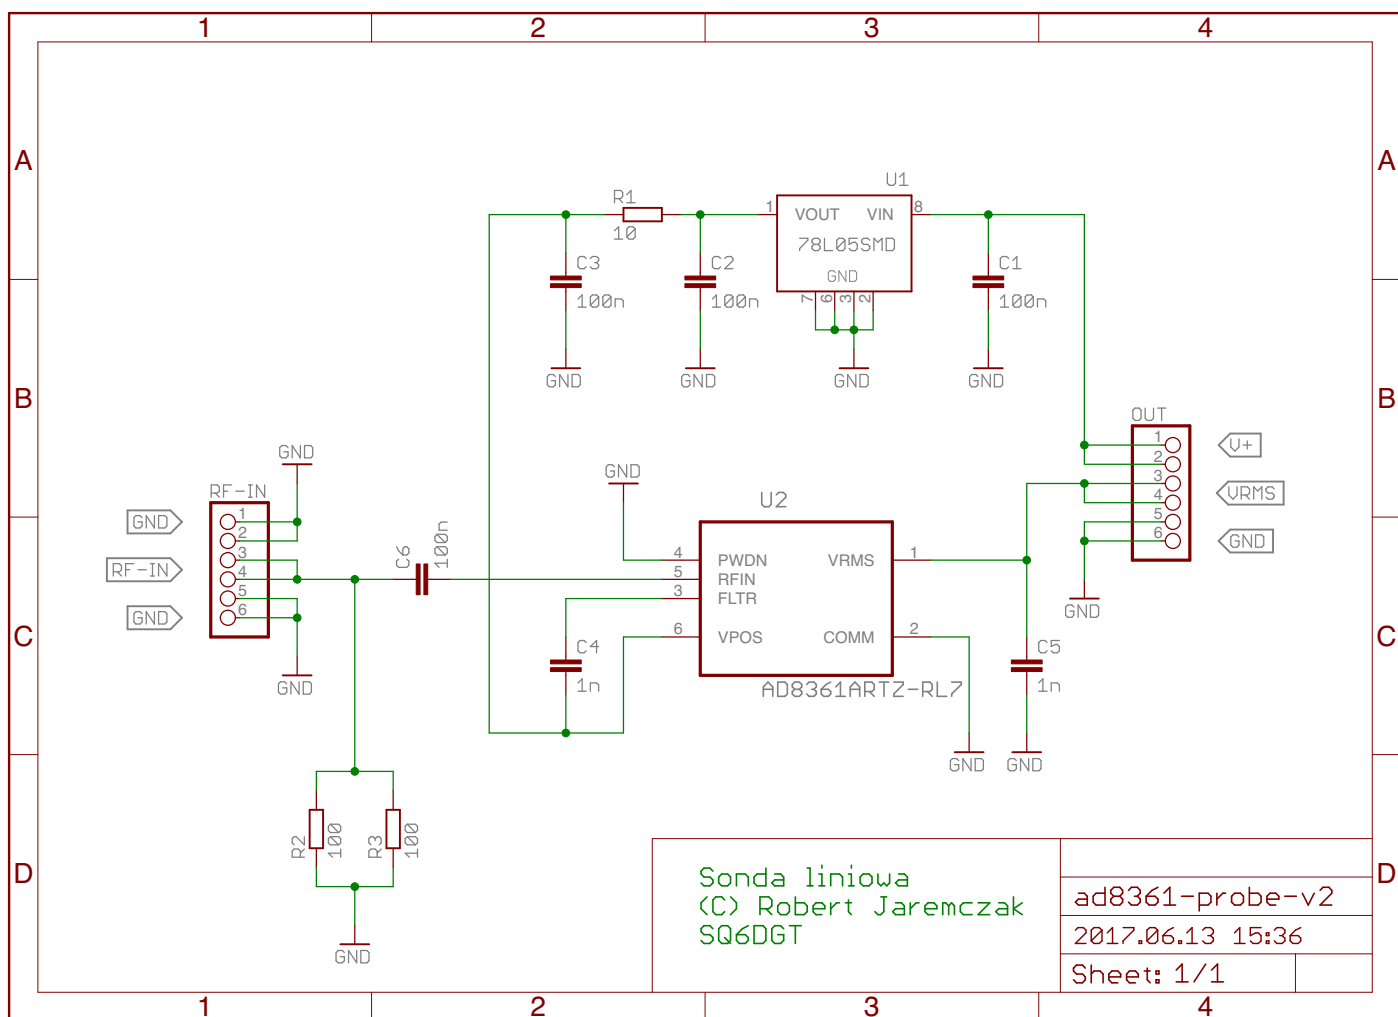 1 2 3 4
A A
U1
R1
1 VOUT VIN 8
10
78L05SMD
C3 C2 GND C1
100n 100n 7 6 3 2 100n
GND GND GND GND
B B
OUT
1 V+
2
3 VRMS
4
5
6 GND
GND
GND
RF-IN
GND 1
2
3
RF-IN 4
5
GND 6
GND
C6
100n
GND
U2
4 PWDN VRMS 1
5 RFIN
3 FLTR
6 VPOS COMM 2
AD8361ARTZ-RL7
C4
1n
C5
1n
GND GND
C C
R2 100 R3 100
GND
D D
Sonda liniowa
(C) Robert Jaremczak
SQ6DGT
ad8361-probe-v2
2017.06.13 15:36
Sheet: 1/1
1 2 3 4